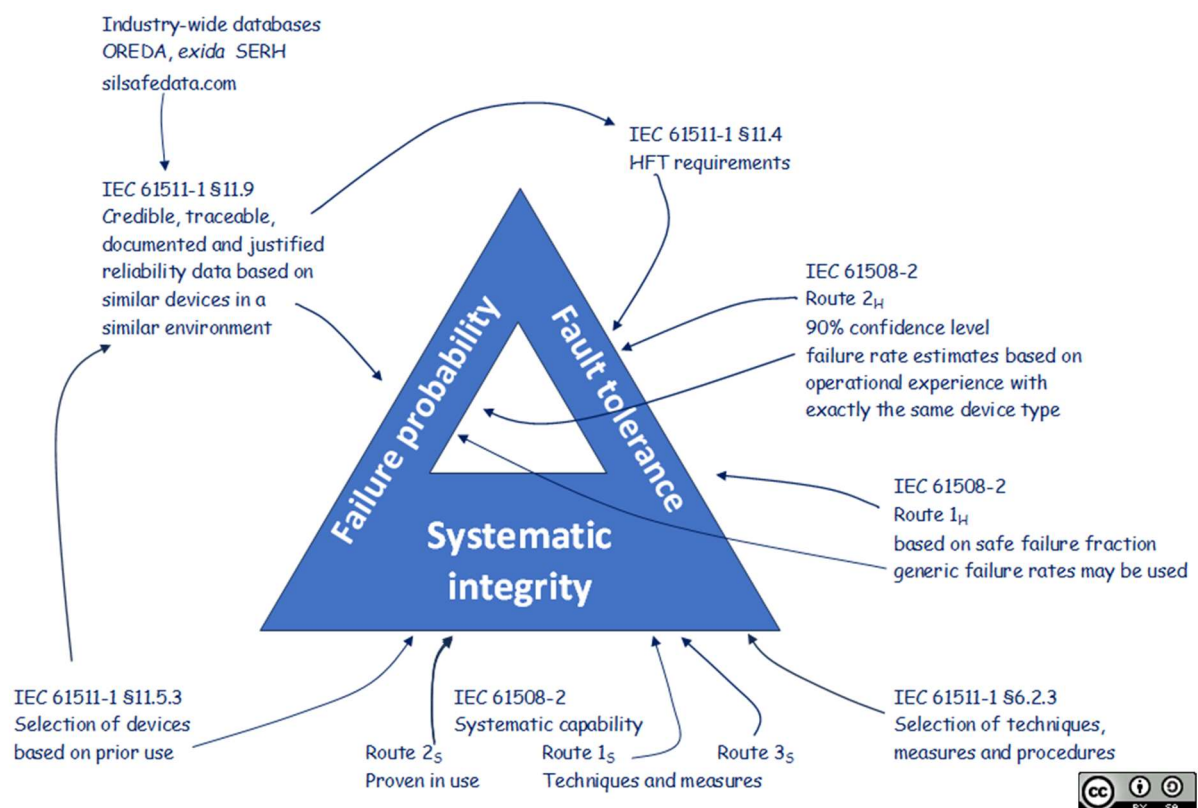 Industry-wide databases
OREDA, exida SERH
silsafedata.com
IEC 61511-1 §11.4
HFT requirements
IEC 61511-1 §11.9
Credible, traceable,
documented and justified
reliability data based on
similar devices in a
similar environment
IEC 61508-2
Route 2H
90% confidence level
failure rate estimates based on
operational experience with
exactly the same device type
Failure probability
Fault tolerance
Systematic
integrity
IEC 61508-2
Route 1H
based on safe failure fraction
generic failure rates may be used
IEC 61511-1 §11.5.3
Selection of devices
based on prior use
IEC 61508-2
Systematic capability
Route 2S
Proven in use
Route 1S
Techniques and measures
Route 3S
IEC 61511-1 §6.2.3
Selection of techniques,
measures and procedures
cc
BY SA